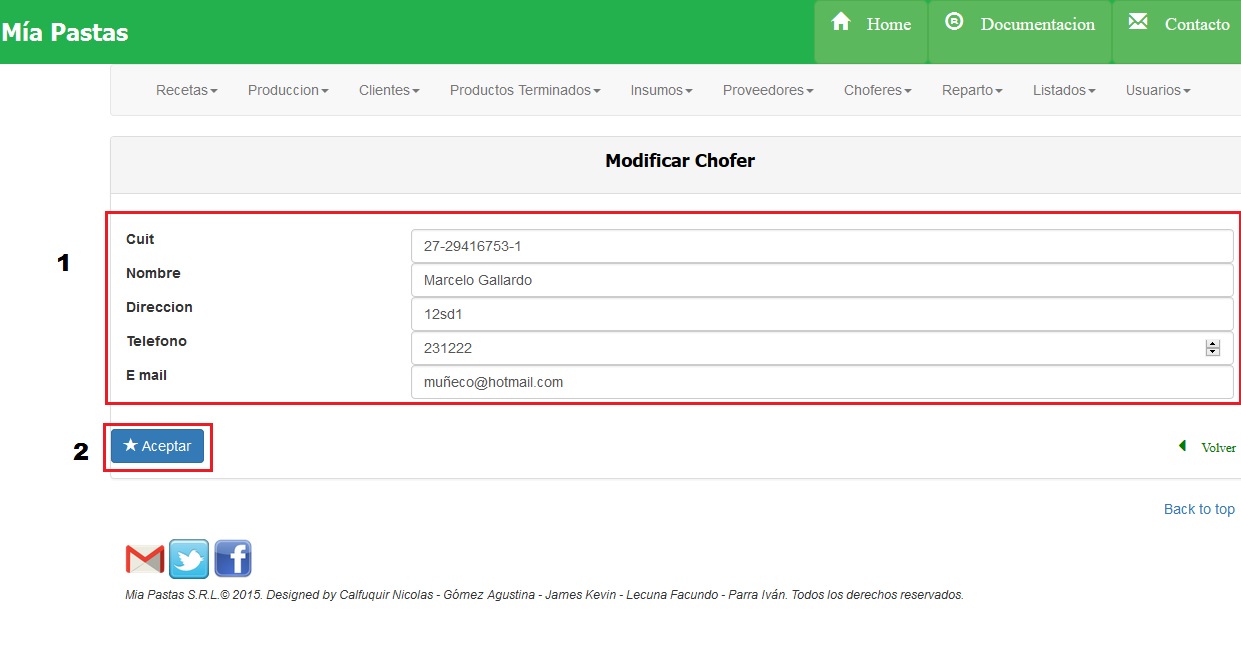 Mía Pastas Home Documentacion Contacto
Recetas Produccion Clientes Productos Terminados Insumos Proveedores Choferes Reparto Listados Usuarios
Modificar Chofer
1
Cuit 27-29416753-1
Nombre Marcelo Gallardo
Direccion 12sd1
Telefono 231222
E mail muñeco@hotmail.com
2 Aceptar Volver
Back to top
Mia Pastas S.R.L.© 2015. Designed by Calfuquir Nicolas - Gómez Agustina - James Kevin - Lecuna Facundo - Parra Iván. Todos los derechos reservados.